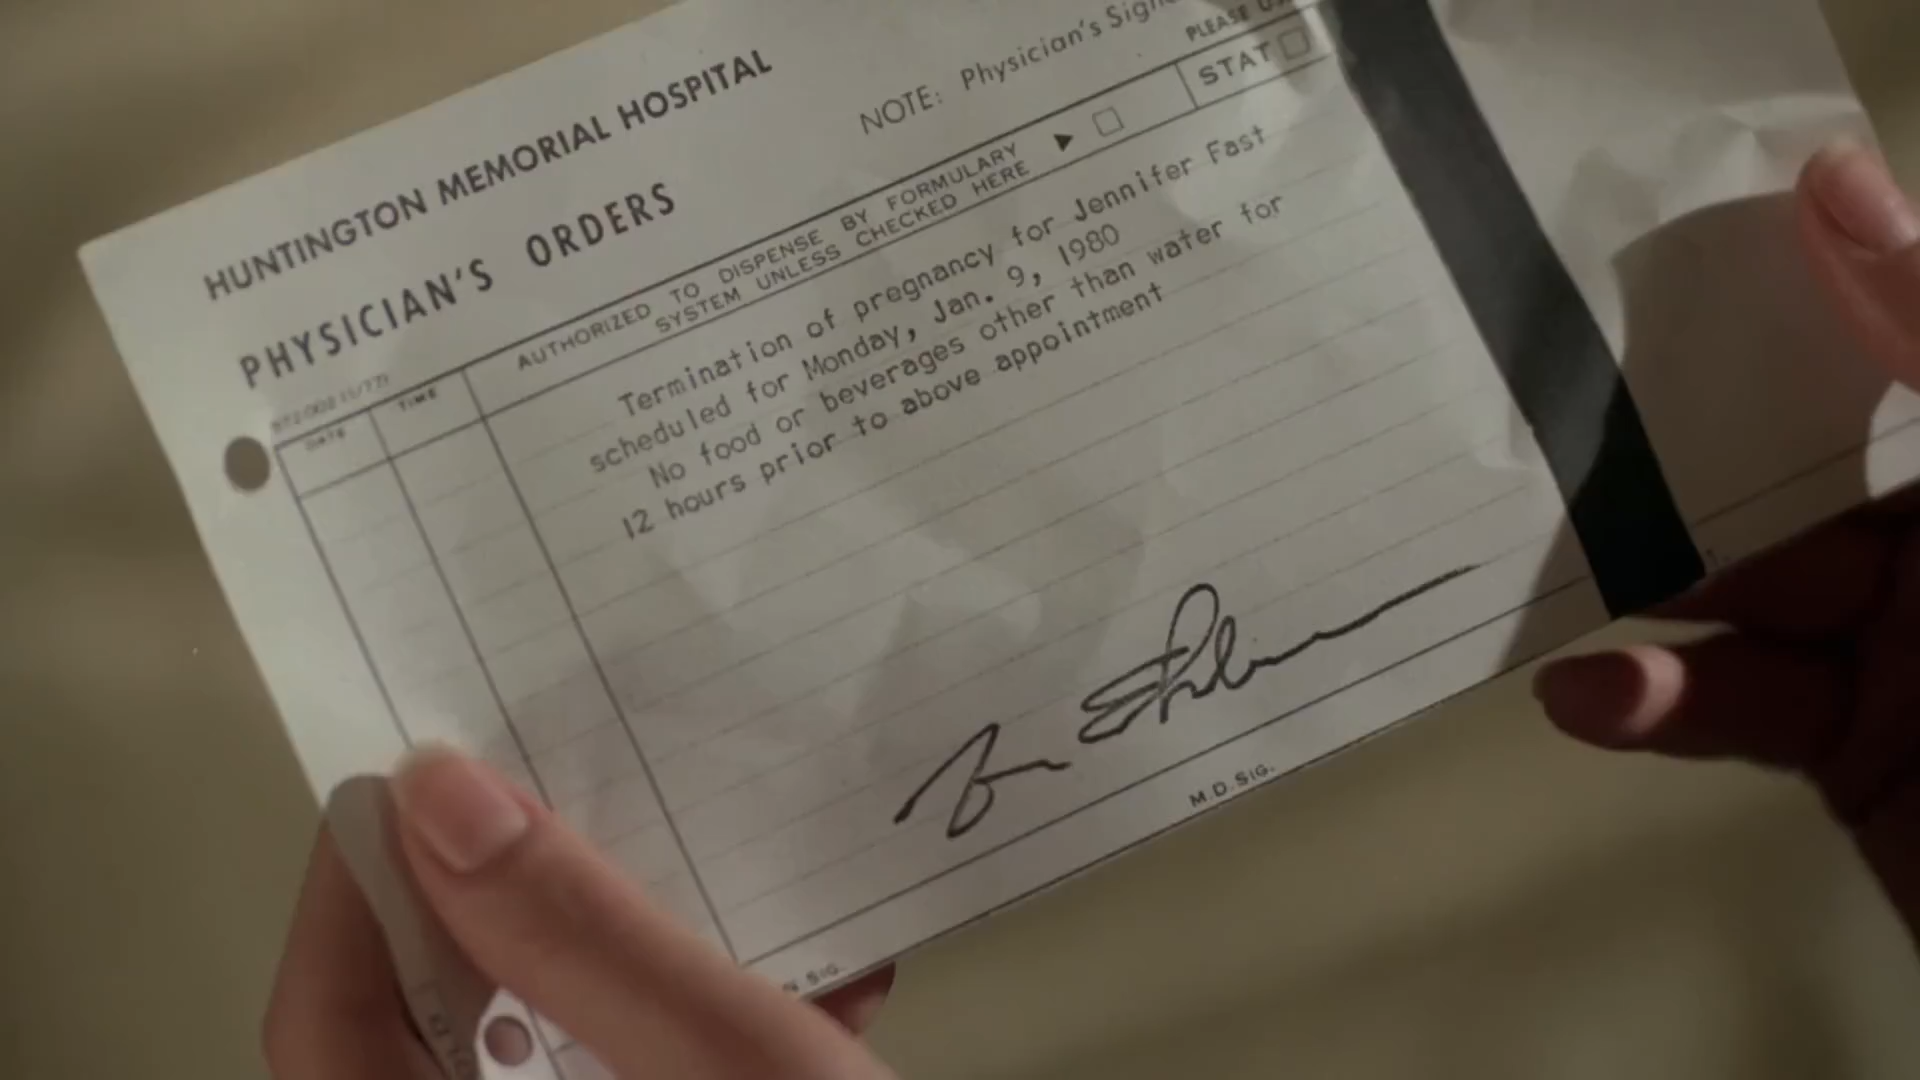 HUNTINGTON MEMORIAL HOSPITAL
PHYSICIAN'S ORDERS
NOTE: Physician's
PLEASE
AUTHORIZED TO DISPENSE BY FORMULARY
SYSTEM UNLESS CHECKED HERE
STAT
DATE
TIME
Termination of pregnancy for Jennifer Fast
scheduled for Monday, Jan. 9, 1980
No food or beverages other than water for
12 hours prior to above appointment
M.D. SIG.
SIG.